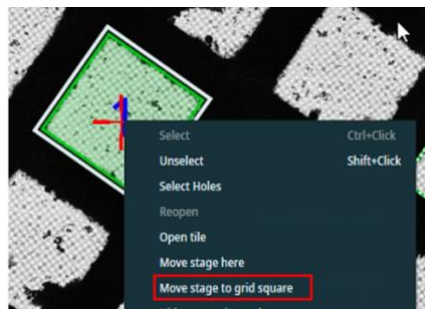 1
Select Ctrl+Click
Unselect Shift+Click
Select Holes
Reopen
Open tile
Move stage here
Move stage to grid square